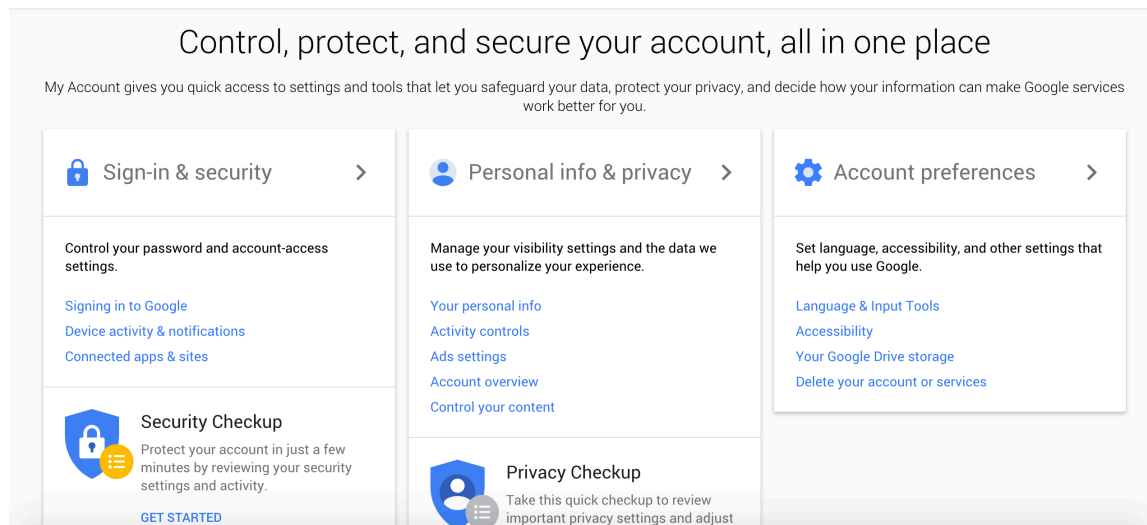 Control, protect, and secure your account, all in one place
My Account gives you quick access to settings and tools that let you safeguard your data, protect your privacy, and decide how your information can make Google services
work better for you.
Sign-in & security
Control your password and account-access
settings.
Signing in to Google
Device activity & notifications
Connected apps & sites
Security Checkup
Protect your account in just a few
minutes by reviewing your security
settings and activity.
GET STARTED
Personal info & privacy
Manage your visibility settings and the data we
use to personalize your experience.
Your personal info
Activity controls
Ads settings
Account overview
Control your content
Privacy Checkup
Take this quick checkup to review
important privacy settings and adjust
Account preferences
Set language, accessibility, and other settings that
help you use Google.
Language & Input Tools
Accessibility
Your Google Drive storage
Delete your account or services